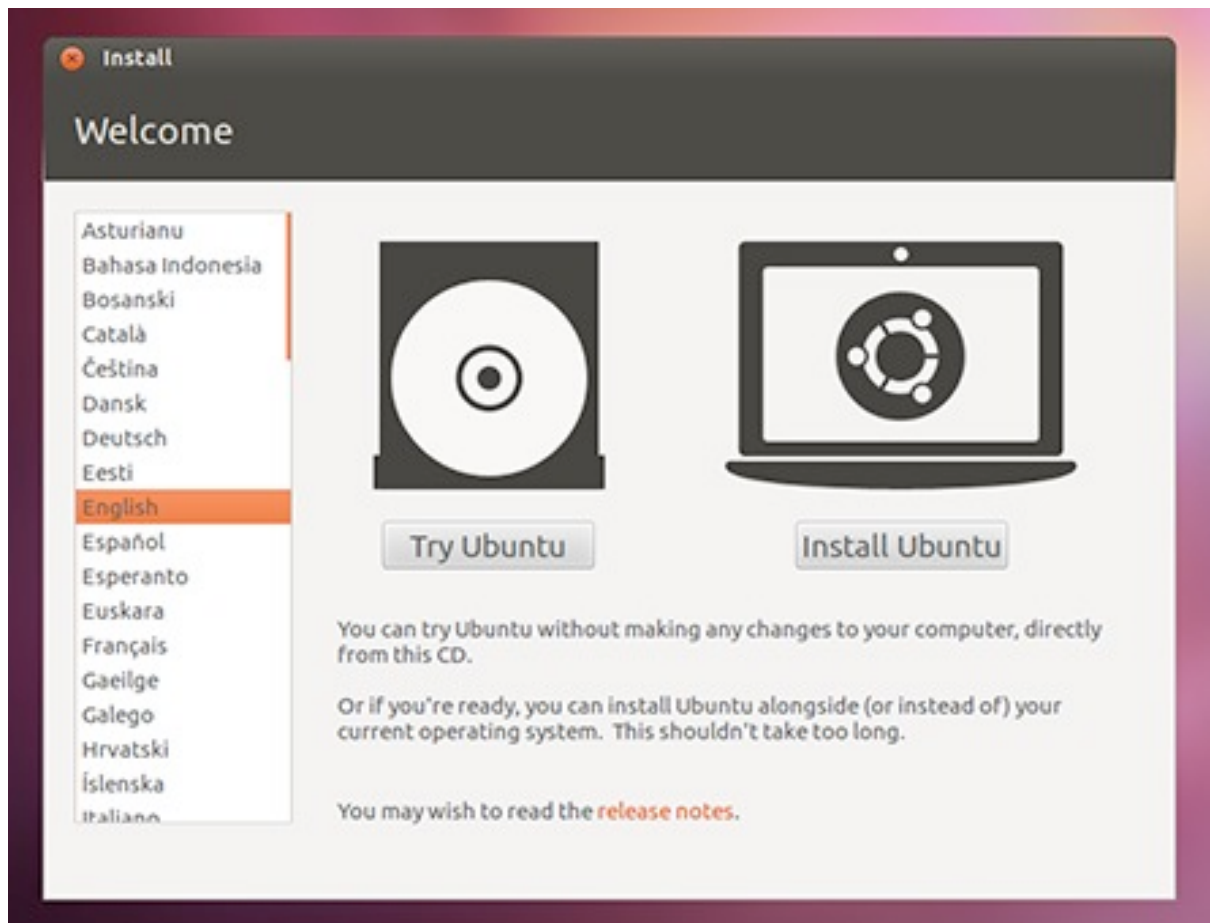 Install
Welcome
Asturianu
Bahasa Indonesia
Bosanski
Català
Čeština
Dansk
Deutsch
Eesti
English
Español
Esperanto
Euskara
Français
Gaeilge
Galego
Hrvatski
Íslenska
Italiano
Try Ubuntu
Install Ubuntu
You can try Ubuntu without making any changes to your computer, directly
from this CD.
Or if you're ready, you can install Ubuntu alongside (or instead of) your
current operating system. This shouldn't take too long.
You may wish to read the release notes.